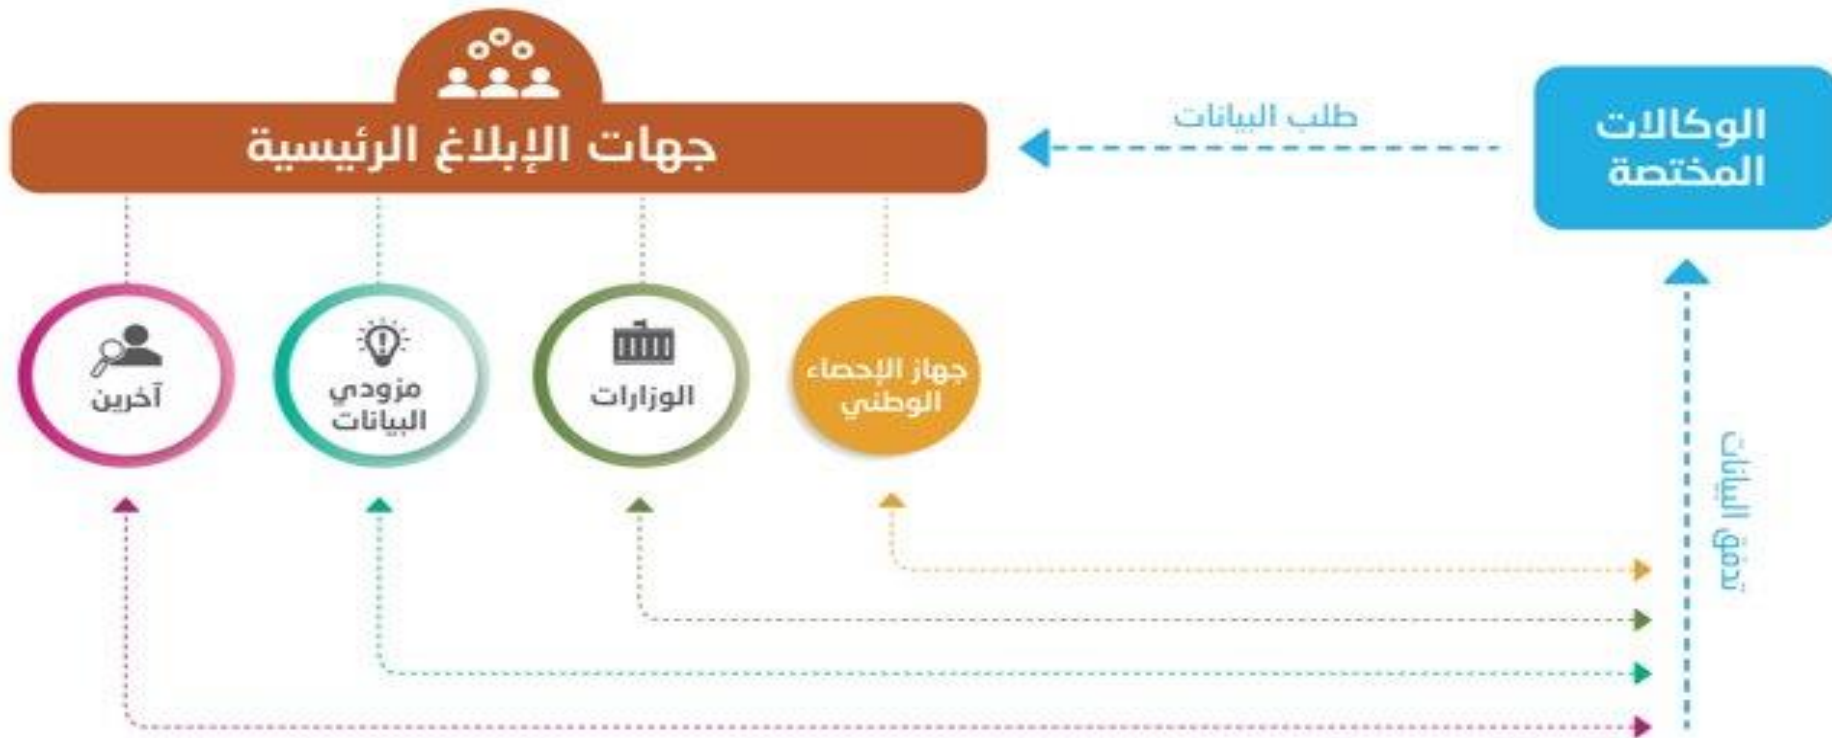 الوكالات
المختصة
طلب البيانات
جهات الإبلاغ الرئيسية
جهاز الإحصاء
الوطني
الوزارات
مزودي
البيانات
آخرين
تدفق البيانات